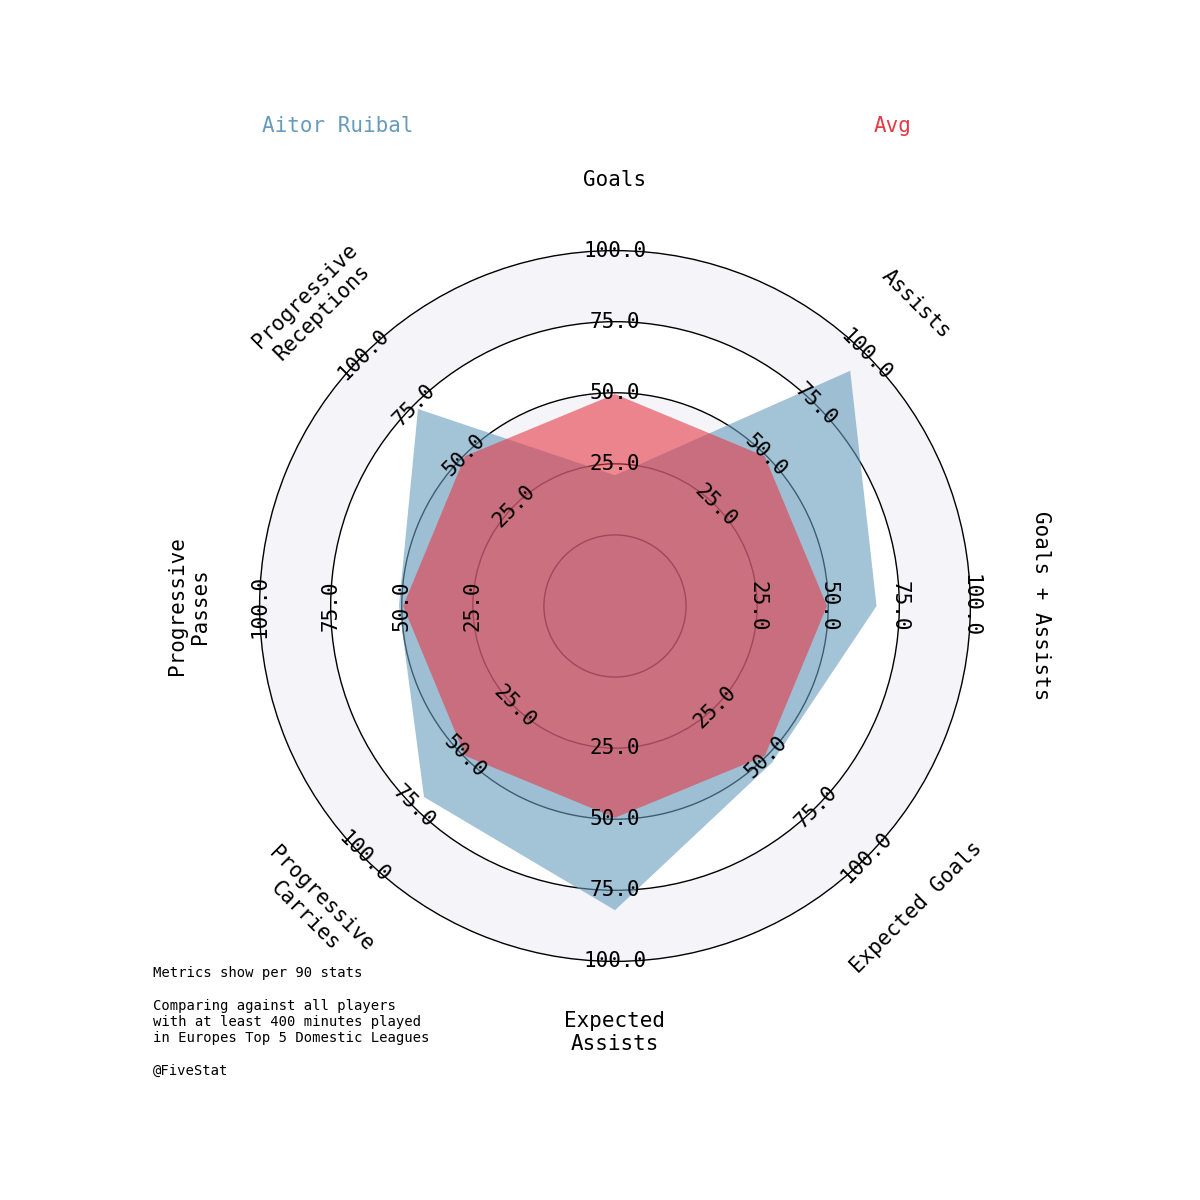 Aitor Ruibal
Avg
Goals
Assists
Goals + Assists
Expected Goals
Expected
Assists
Progressive
Carries
Progressive
Passes
Progressive
Receptions
25.0
50.0
75.0
100.0
25.0
50.0
75.0
100.0
25.0
50.0
75.0
100.0
25.0
50.0
75.0
100.0
25.0
50.0
75.0
100.0
25.0
50.0
75.0
100.0
25.0
50.0
75.0
100.0
25.0
50.0
75.0
100.0
Metrics show per 90 stats
Comparing against all players
with at least 400 minutes played
in Europes Top 5 Domestic Leagues
@FiveStat